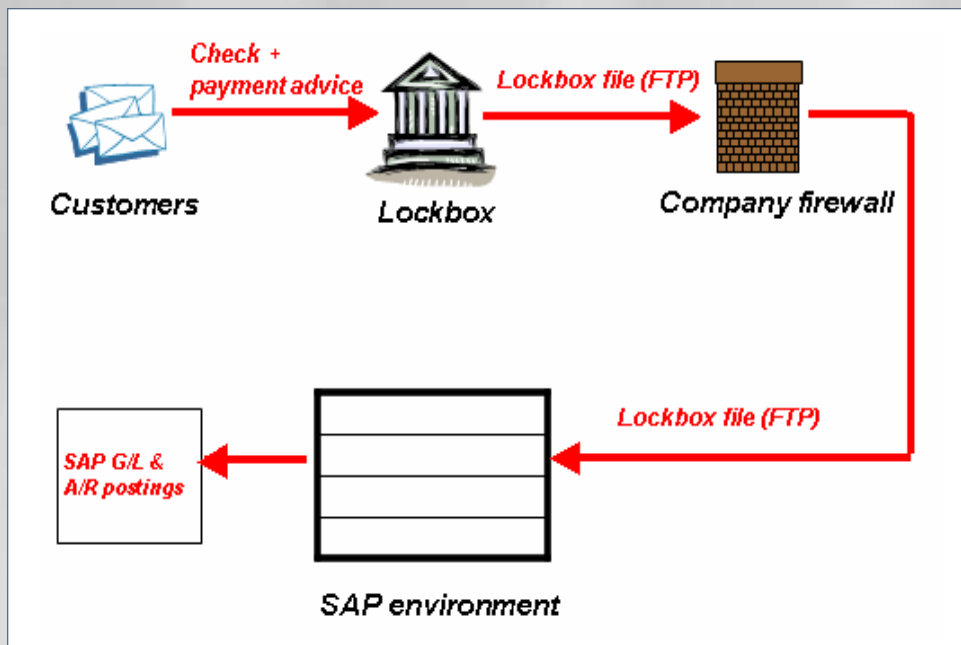 Check +
payment advice
Lockbox file (FTP)
Customers
Lockbox
Company firewall
Lockbox file (FTP)
SAP G/L &
A/R postings
SAP environment